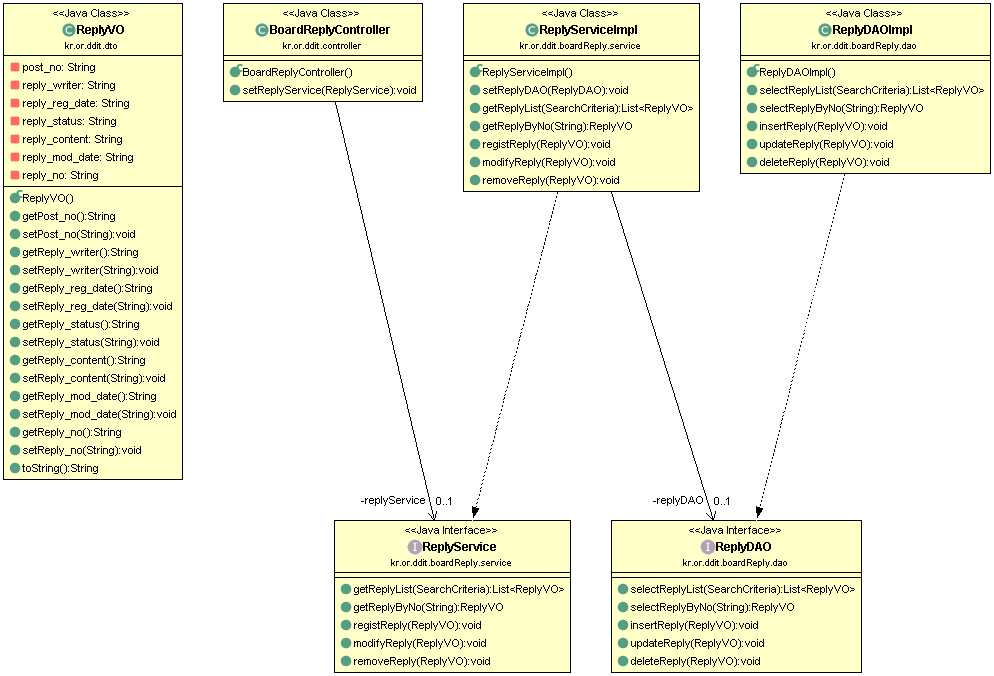 <<Java Class>>
ReplyVO
kr.or.ddit.dto
post_no: String
reply_writer: String
reply_reg_date: String
reply_status: String
reply_content: String
reply_mod_date: String
reply_no: String
ReplyVO()
getPost_no():String
setPost_no(String):void
getReply_writer():String
setReply_writer(String):void
getReply_reg_date():String
setReply_reg_date(String):void
getReply_status():String
setReply_status(String):void
getReply_content():String
setReply_content(String):void
getReply_mod_date():String
setReply_mod_date(String):void
getReply_no():String
setReply_no(String):void
toString():String
<<Java Class>>
BoardReplyController
kr.or.ddit.controller
BoardReplyController()
setReplyService(ReplyService):void
<<Java Class>>
ReplyServiceImpl
kr.or.ddit.boardReply.service
ReplyServiceImpl()
setReplyDAO(ReplyDAO):void
getReplyList(SearchCriteria):List<ReplyVO>
getReplyByNo(String):ReplyVO
registReply(ReplyVO):void
modifyReply(ReplyVO):void
removeReply(ReplyVO):void
<<Java Class>>
ReplyDAOImpl
kr.or.ddit.boardReply.dao
ReplyDAOImpl()
selectReplyList(SearchCriteria):List<ReplyVO>
selectReplyByNo(String):ReplyVO
insertReply(ReplyVO):void
updateReply(ReplyVO):void
deleteReply(ReplyVO):void
-replyService 0..1
-replyDAO 0..1
<<Java Interface>>
ReplyService
kr.or.ddit.boardReply.service
getReplyList(SearchCriteria):List<ReplyVO>
getReplyByNo(String):ReplyVO
registReply(ReplyVO):void
modifyReply(ReplyVO):void
removeReply(ReplyVO):void
<<Java Interface>>
ReplyDAO
kr.or.ddit.boardReply.dao
selectReplyList(SearchCriteria):List<ReplyVO>
selectReplyByNo(String):ReplyVO
insertReply(ReplyVO):void
updateReply(ReplyVO):void
deleteReply(ReplyVO):void